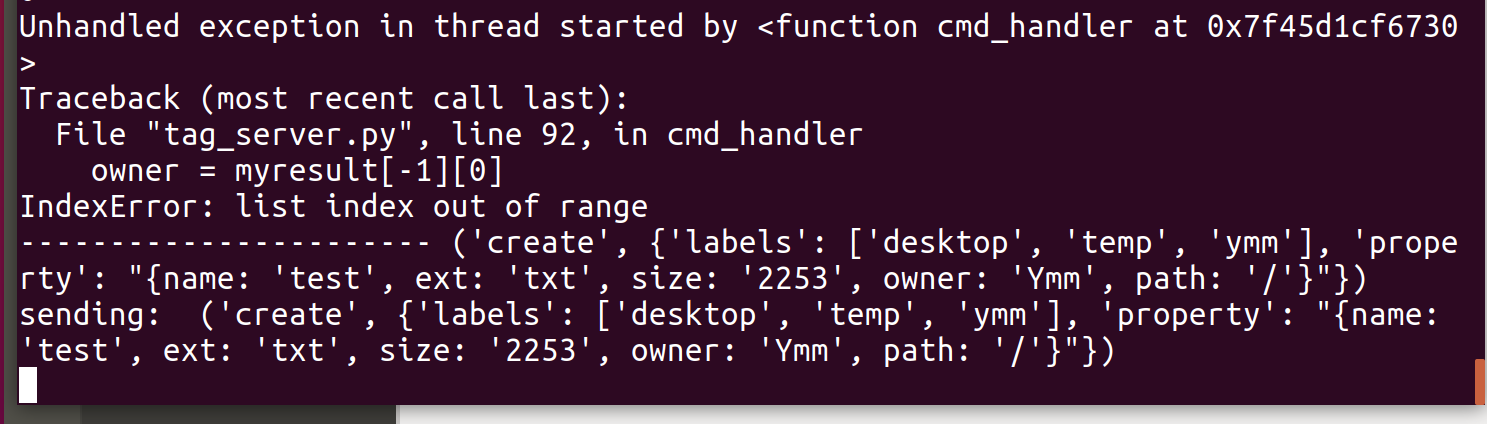 Unhandled exception in thread started by <function cmd_handler at 0x7f45d1cf6730
>
Traceback (most recent call last):
  File "tag_server.py", line 92, in cmd_handler
    owner = myresult[-1][0]
IndexError: list index out of range
----------------------- ('create', {'labels': ['desktop', 'temp', 'ymm'], 'prope
rty': "{name: 'test', ext: 'txt', size: '2253', owner: 'Ymm', path: '/'}"})
sending:  ('create', {'labels': ['desktop', 'temp', 'ymm'], 'property': "{name:
'test', ext: 'txt', size: '2253', owner: 'Ymm', path: '/'}"})